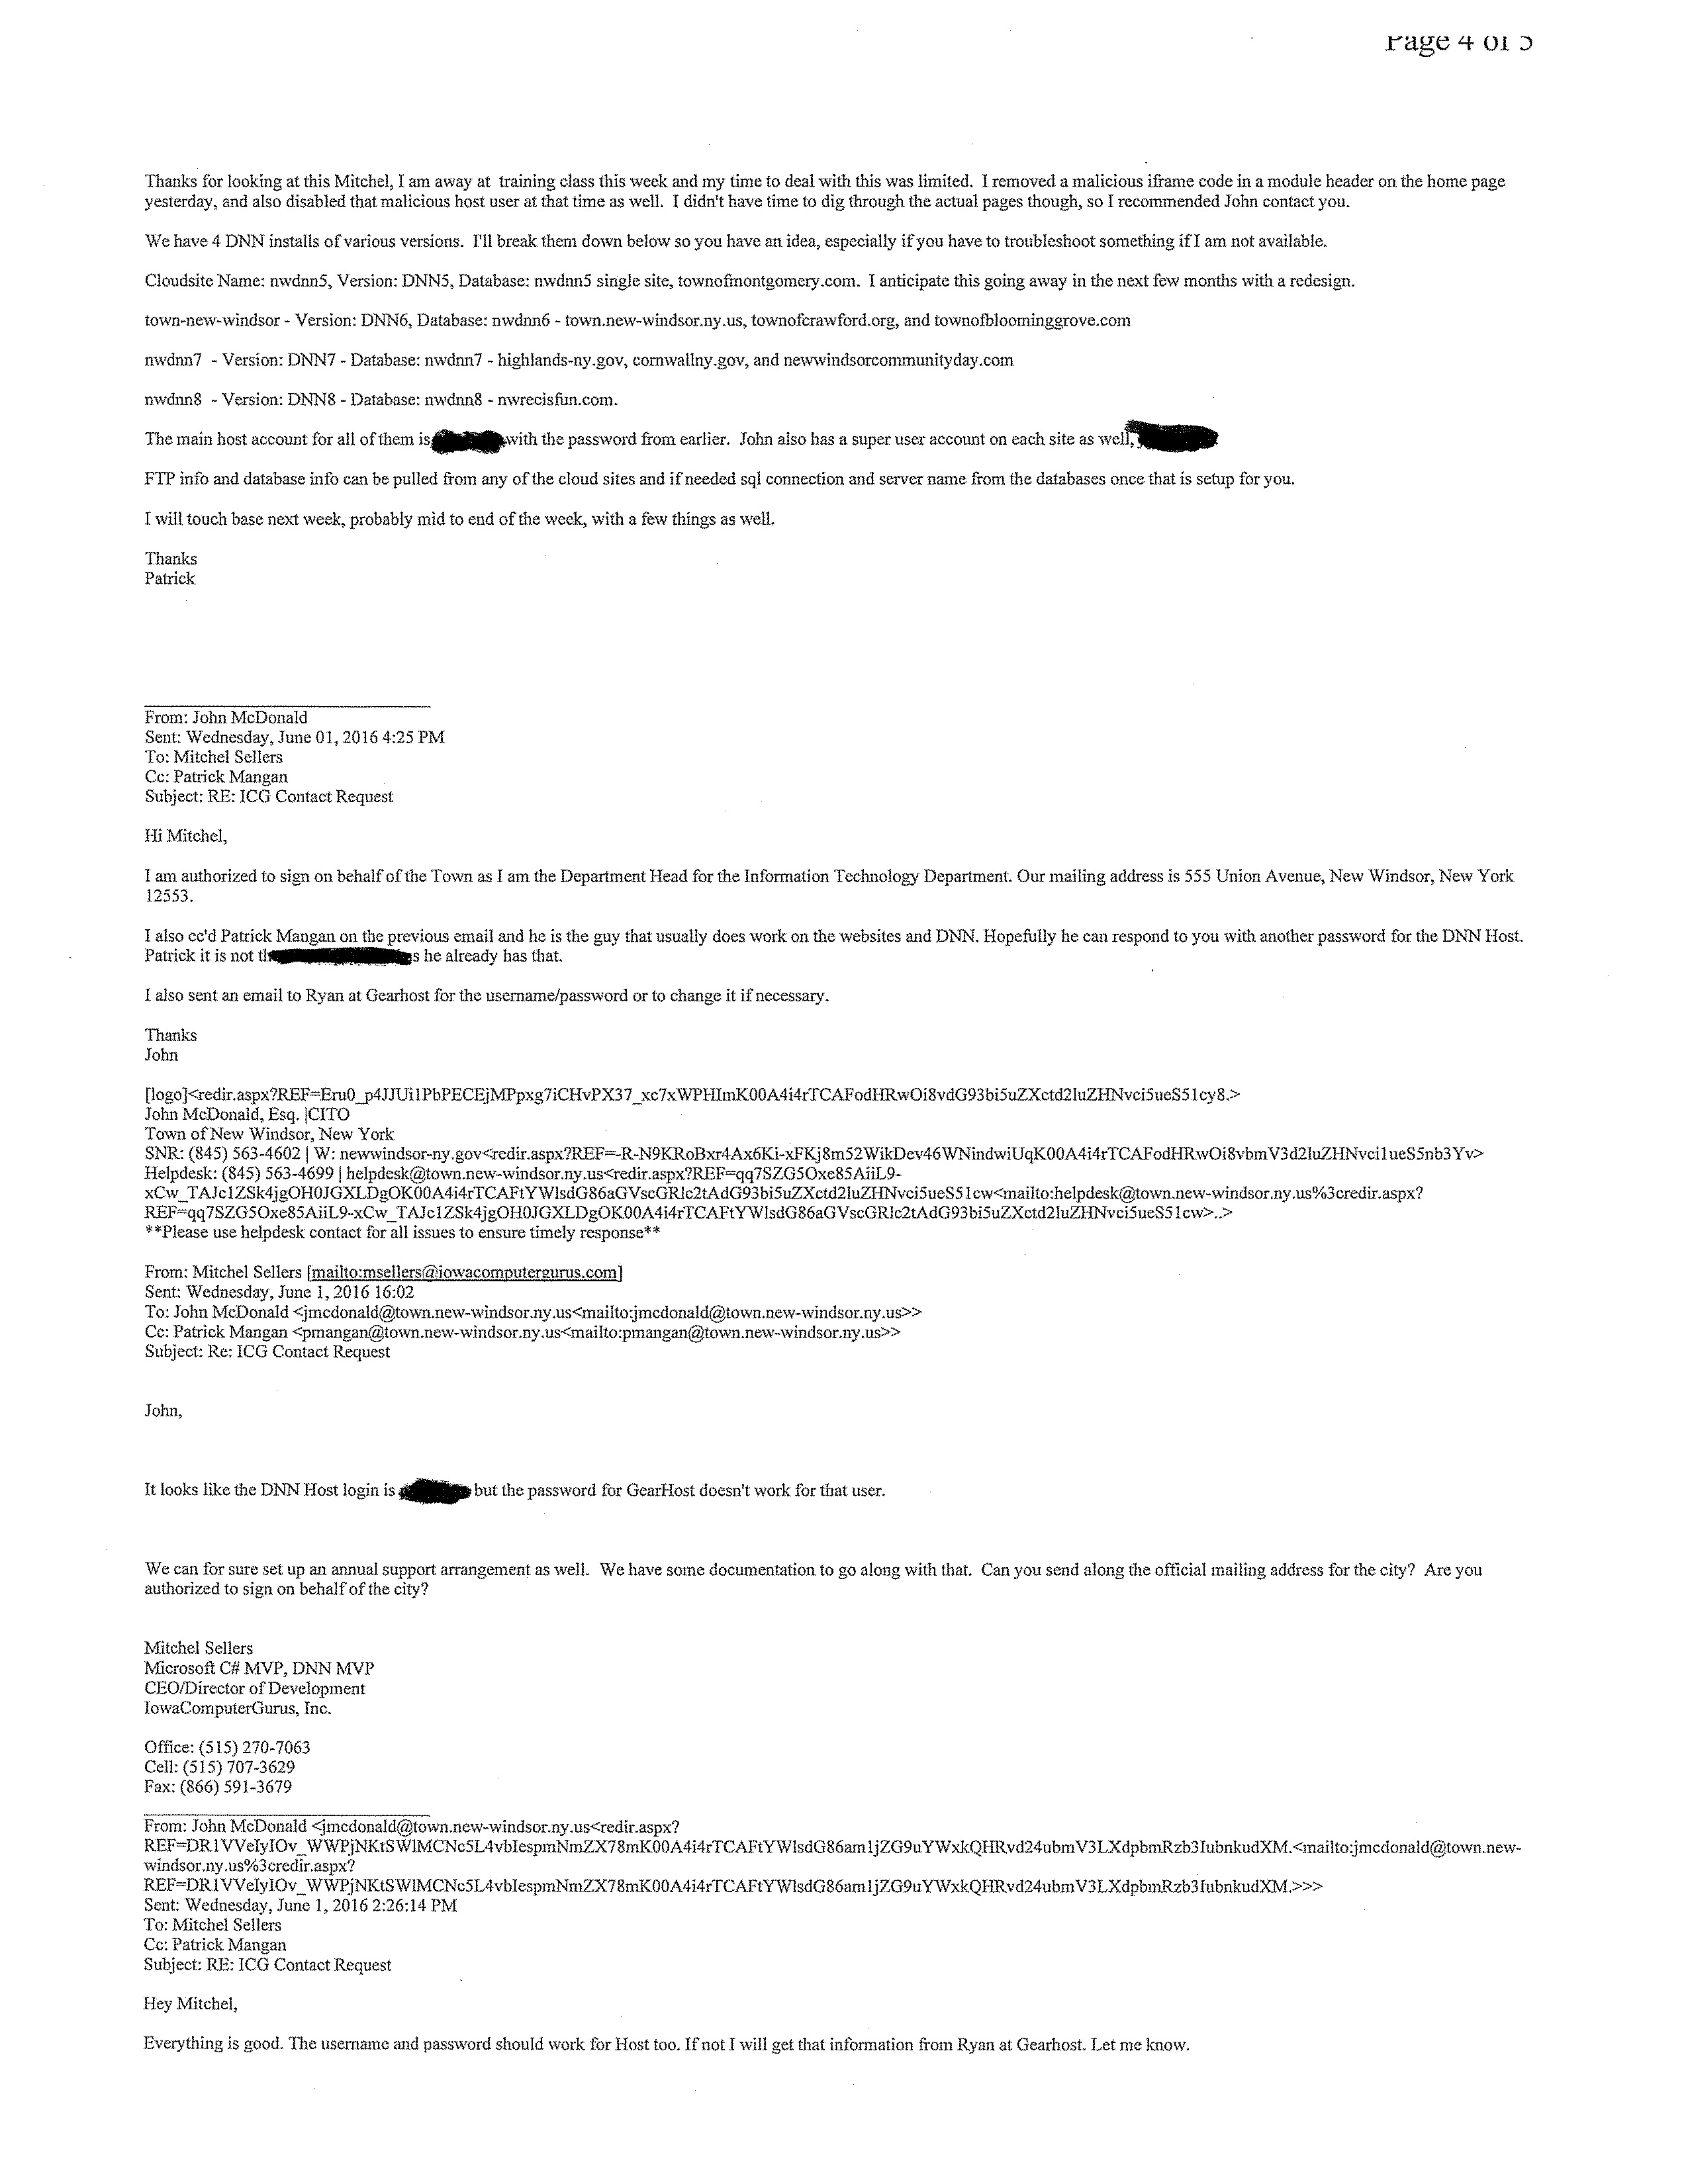 Page 4 of 5
Thanks for looking at this Mitchel, I am away at training class this week and my time to deal with this was limited. I removed a malicious iframe code in a module header on the home page
yesterday, and also disabled that malicious host user at that time as well. I didn't have time to dig through the actual pages though, so I recommended John contact you.
We have 4 DNN installs of various versions. I'll break them down below so you have an idea, especially if you have to troubleshoot something if I am not available.
Cloudsite Name: nwdnn5, Version: DNN5, Database: nwdnn5 single site, townofmontgomery.com. I anticipate this going away in the next few months with a redesign.
town-new-windsor - Version: DNN6, Database: nwdnn6 - town.new-windsor.ny.us, townofcrawford.org, and townofbloominggrove.com
nwdnn7 - Version: DNN7 - Database: nwdnn7 - highlands-ny.gov, cornwallny.gov, and newwindsorcommunityday.com
nwdnn8 - Version: DNN8 - Database: nwdnn8 - nwrecisfun.com.
The main host account for all of them is with the password from earlier. John also has a super user account on each site as well,
FTP info and database info can be pulled from any of the cloud sites and if needed sql connection and server name from the databases once that is setup for you.
I will touch base next week, probably mid to end of the week, with a few things as well.
Thanks
Patrick
From: John McDonald
Sent: Wednesday, June 01, 2016 4:25 PM
To: Mitchel Sellers
Cc: Patrick Mangan
Subject: RE: ICG Contact Request
Hi Mitchel,
I am authorized to sign on behalf of the Town as I am the Department Head for the Information Technology Department. Our mailing address is 555 Union Avenue, New Windsor, New York
12553.
I also cc'd Patrick Mangan on the previous email and he is the guy that usually does work on the websites and DNN. Hopefully he can respond to you with another password for the DNN Host.
Patrick it is not he already has that.
I also sent an email to Ryan at Gearhost for the username/password or to change it if necessary.
Thanks
John
[logo]<redir.aspx?REF=Eru0_p4JJUi1PbPECEjMPpxg7iCHvPX37_xc7xWPHImK00A4i4rTCAFodHRwOi8vdG93bi5uZXctd2luZHNvci5ueS51cy8.>
John McDonald, Esq. |CITO
Town of New Windsor, New York
SNR: (845) 563-4602 | W: newwindsor-ny.gov<redir.aspx?REF=-R-N9KRoBxr4Ax6Ki-xFKj8m52WikDev46WNindwiUqK00A4i4rTCAFodHRwOi8vbmV3d2luZHNvci1ueS5nb3Yv>
Helpdesk: (845) 563-4699 | helpdesk@town.new-windsor.ny.us<redir.aspx?REF=qq7SZG5Oxe85AiiL9-
xCw_TAJc1ZSk4jgOH0JGXLDgOK00A4i4rTCAFtYWlsdG86aGVscGRlc2tAdG93bi5uZXctd2luZHNvci5ueS51cw<mailto:helpdesk@town.new-windsor.ny.us%3credir.aspx?
REF=qq7SZG5Oxe85AiiL9-xCw_TAJc1ZSk4jgOH0JGXLDgOK00A4i4rTCAFtYWlsdG86aGVscGRlc2tAdG93bi5uZXctd2luZHNvci5ueS51cw>..>
**Please use helpdesk contact for all issues to ensure timely response**
From: Mitchel Sellers [mailto:msellers@iowacomputergurus.com]
Sent: Wednesday, June 1, 2016 16:02
To: John McDonald <jmcdonald@town.new-windsor.ny.us<mailto:jmcdonald@town.new-windsor.ny.us>>
Cc: Patrick Mangan <pmangan@town.new-windsor.ny.us<mailto:pmangan@town.new-windsor.ny.us>>
Subject: Re: ICG Contact Request
John,
It looks like the DNN Host login is but the password for GearHost doesn't work for that user.
We can for sure set up an annual support arrangement as well. We have some documentation to go along with that. Can you send along the official mailing address for the city? Are you
authorized to sign on behalf of the city?
Mitchel Sellers
Microsoft C# MVP, DNN MVP
CEO/Director of Development
IowaComputerGurus, Inc.
Office: (515) 270-7063
Cell: (515) 707-3629
Fax: (866) 591-3679
From: John McDonald <jmcdonald@town.new-windsor.ny.us<redir.aspx?
REF=DR1VVeIyIOv_WWPjNKtSWlMCNc5L4vbIespmNmZX78mK00A4i4rTCAFtYWlsdG86am1jZG9uYWxkQHRvd24ubmV3LXdpbmRzb3IubnkudXM.<mailto:jmcdonald@town.new-
windsor.ny.us%3credir.aspx?
REF=DR1VVeIyIOv_WWPjNKtSWlMCNc5L4vbIespmNmZX78mK00A4i4rTCAFtYWlsdG86am1jZG9uYWxkQHRvd24ubmV3LXdpbmRzb3IubnkudXM.>>>
Sent: Wednesday, June 1, 2016 2:26:14 PM
To: Mitchel Sellers
Cc: Patrick Mangan
Subject: RE: ICG Contact Request
Hey Mitchel,
Everything is good. The username and password should work for Host too. If not I will get that information from Ryan at Gearhost. Let me know.